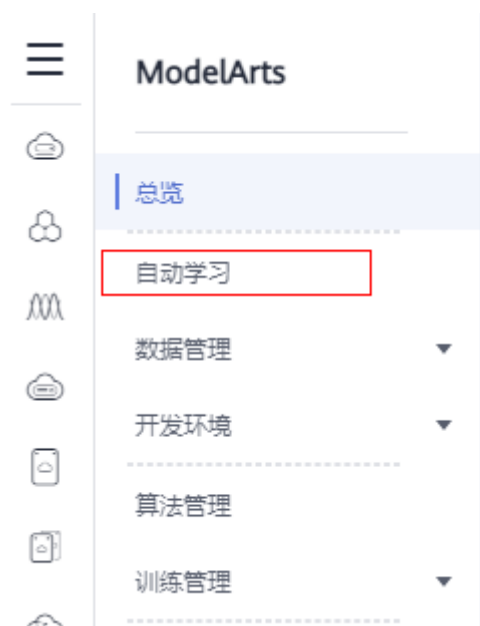 ModelArts
总览
自动学习
数据管理
开发环境
算法管理
训练管理